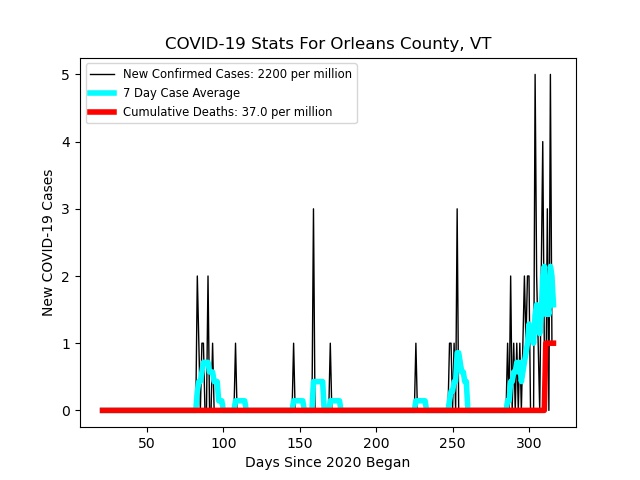 COVID-19 Stats For Orleans County, VT
New Confirmed Cases: 2200 per million
7 Day Case Average
Cumulative Deaths: 37.0 per million
New COVID-19 Cases
5
4
3
2
1
0
50 100 150 200 250 300
Days Since 2020 Began